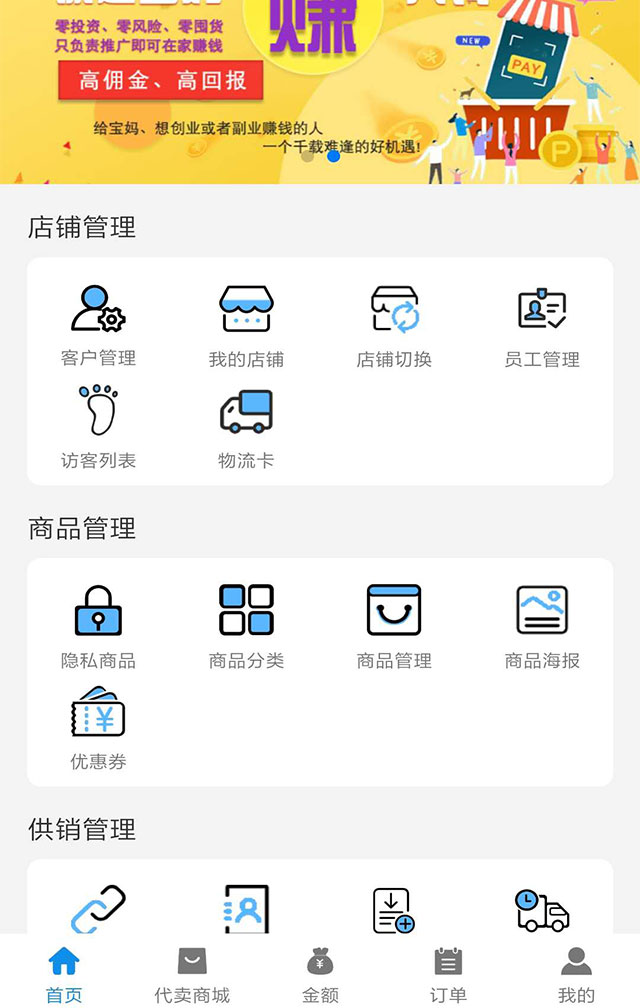 赚
零投资、零风险、零囤货
只负责推广即可在家赚钱
NEW
PAY
高佣金、高回报
给宝妈、想创业或者副业赚钱的人
一个千载难逢的好机遇!
P
店铺管理
客户管理 我的店铺 店铺切换 员工管理
访客列表 物流卡
商品管理
隐私商品 商品分类 商品管理 商品海报
¥
优惠券
供销管理
¥
首页 代卖商城 金额 订单 我的